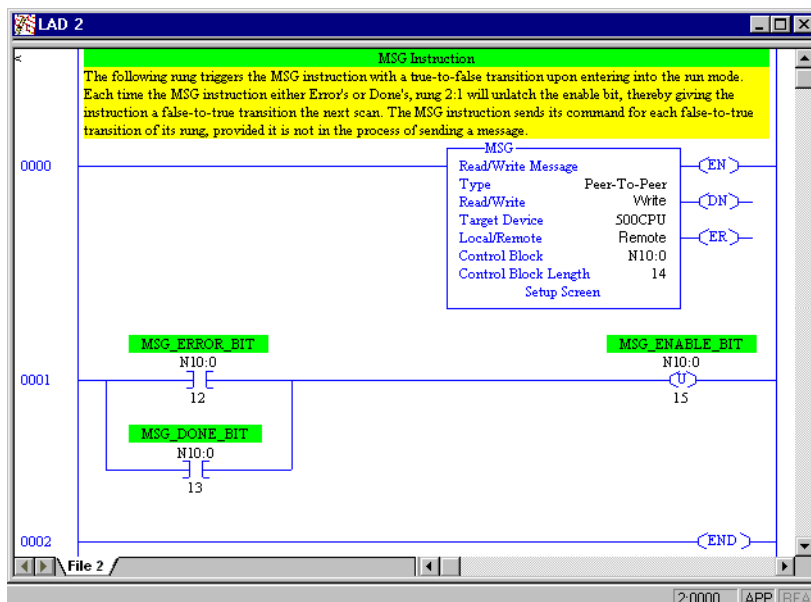 LAD 2
MSG Instruction
The following rung triggers the MSG instruction with a true-to-false transition upon entering into the run mode.
Each time the MSG instruction either Error's or Done's, rung 2:1 will unlatch the enable bit, thereby giving the
instruction a false-to-true transition the next scan. The MSG instruction sends its command for each false-to-true
transition of its rung, provided it is not in the process of sending a message.
0000
MSG
Read/Write Message
Type Peer-To-Peer
Read/Write Write
Target Device 500CPU
Local/Remote Remote
Control Block N10:0
Control Block Length 14
Setup Screen
EN
DN
ER
MSG_ERROR_BIT
N10:0
12
MSG_ENABLE_BIT
N10:0
U
15
0001
MSG_DONE_BIT
N10:0
13
0002
END
File 2
2:0000 APP REA